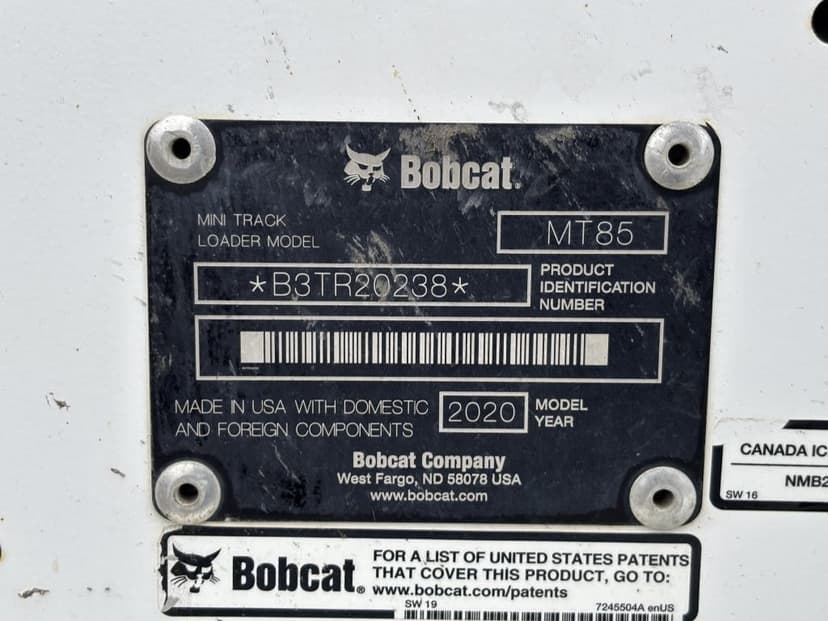 Bobcat.
MINI TRACK
LOADER MODEL
MT85
*B3TR20238*
PRODUCT
IDENTIFICATION
NUMBER
MADE IN USA WITH DOMESTIC
AND FOREIGN COMPONENTS
2020
MODEL
YEAR
Bobcat Company
West Fargo, ND 58078 USA
www.bobcat.com
CANADA IC
NMB2
SW 16
Bobcat®
FOR A LIST OF UNITED STATES PATENTS
THAT COVER THIS PRODUCT, GO TO:
www.bobcat.com/patents
SW 19
7245504A enUS